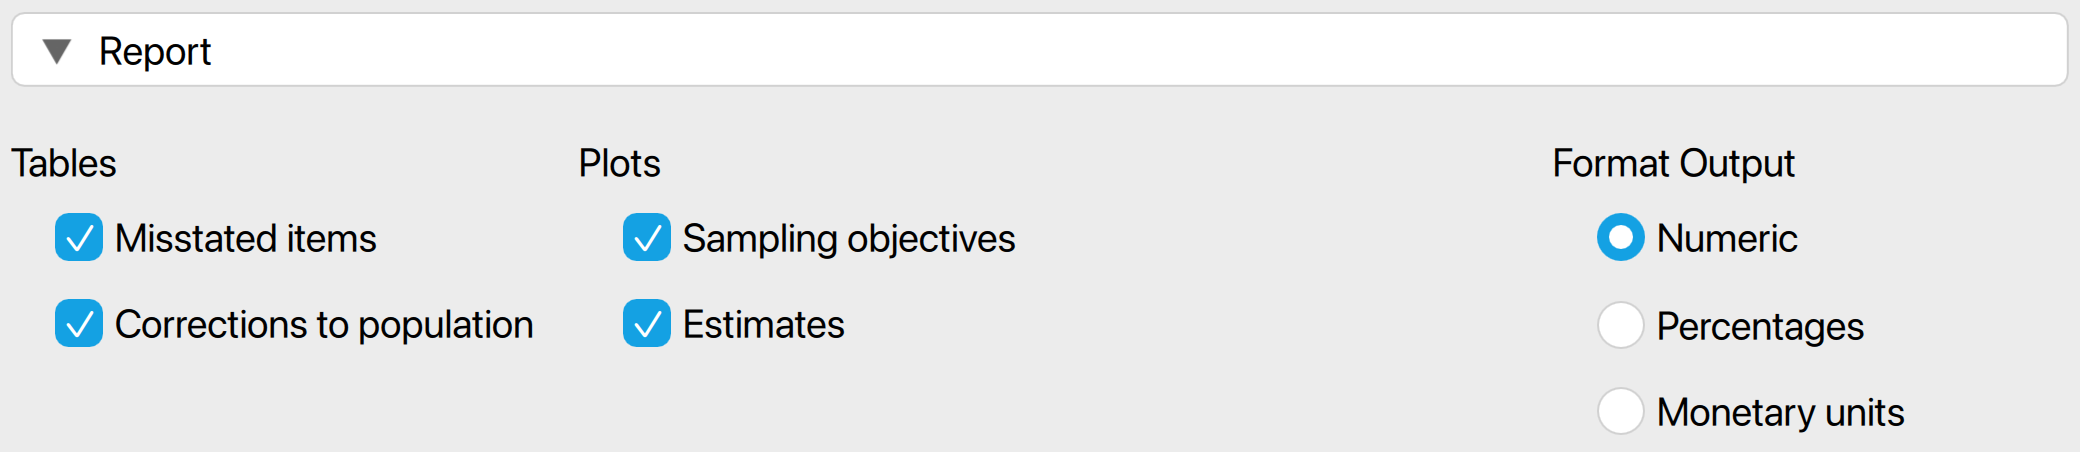 Report
Tables
Misstated items
Corrections to population
Plots
Sampling objectives
Estimates
Format Output
Numeric
Percentages
Monetary units